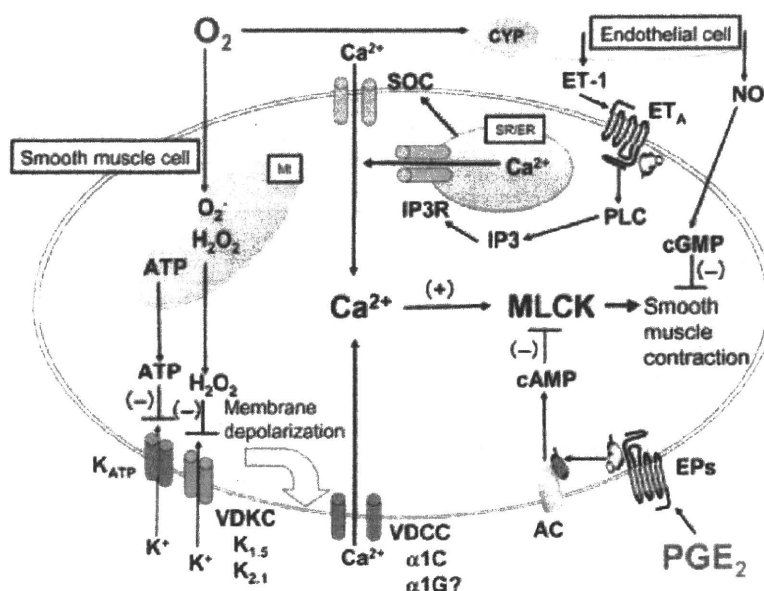 O₂
CYP
Endothelial cell
Ca²⁺
SOC
ET-1
NO
ET_A
SR/ER
Smooth muscle cell
Mt
Ca²⁺
O₂⁻
IP3R
PLC
H₂O₂
IP3
cGMP
ATP
(–)
Ca²⁺
(+)
MLCK
Smooth
muscle
contraction
(–)
cAMP
ATP
H₂O₂
(–)
(–)
Membrane
depolarization
K_ATP
EPs
VDKC
VDCC
AC
K⁺
K⁺
K₁.₅
Ca²⁺
α1C
PGE₂
K₂.₁
α1G?